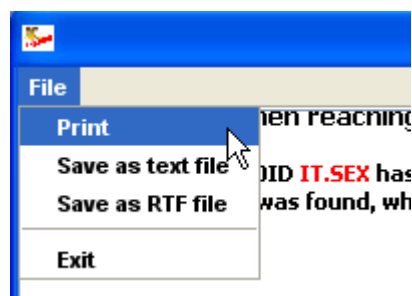 File
hen reaching
Print
Save as text file
DID IT.SEX has
Save as RTF file
was found, wh
Exit